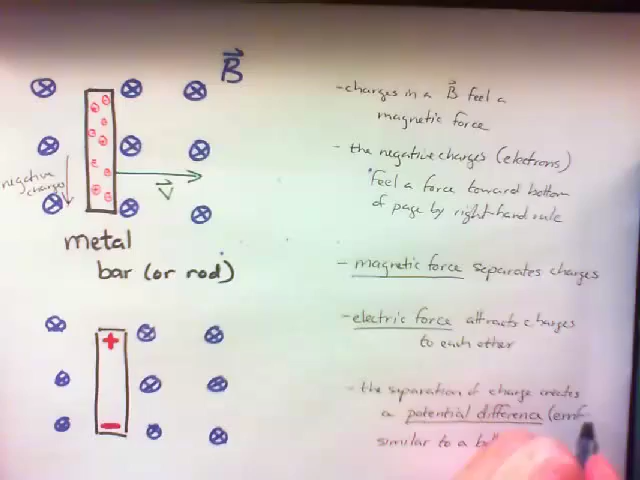 B
- charges in a B feel a
magnetic force
- the negative charges (electrons)
feel a force toward bottom
of page by right-hand rule
negative
charges
V
metal
bar (or rod)
- magnetic force separates charges
- electric force attracts charges
to each other
+
-
- the separation of charge creates
a potential difference (emf
similar to a